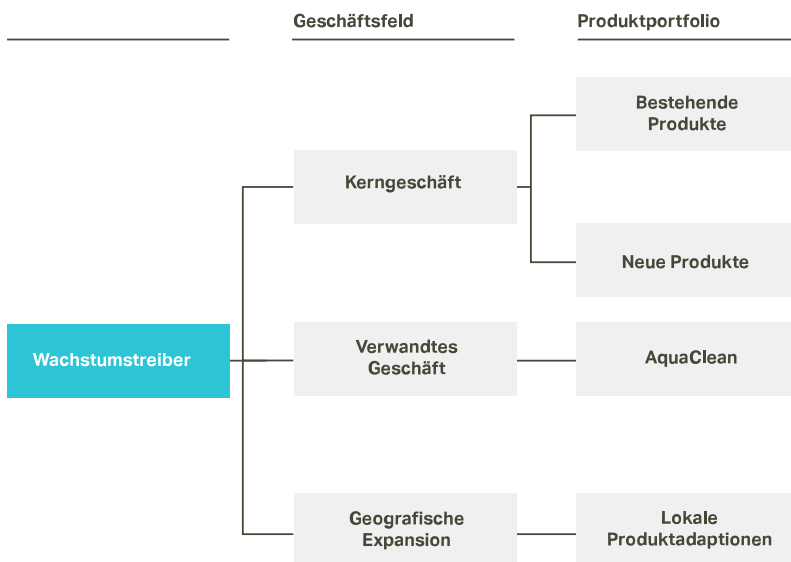 Geschäftsfeld
Produktportfolio
Bestehende
Produkte
Kerngeschäft
Neue Produkte
Wachstumstreiber
Verwandtes
Geschäft
AquaClean
Geografische
Expansion
Lokale
Produktadaptionen